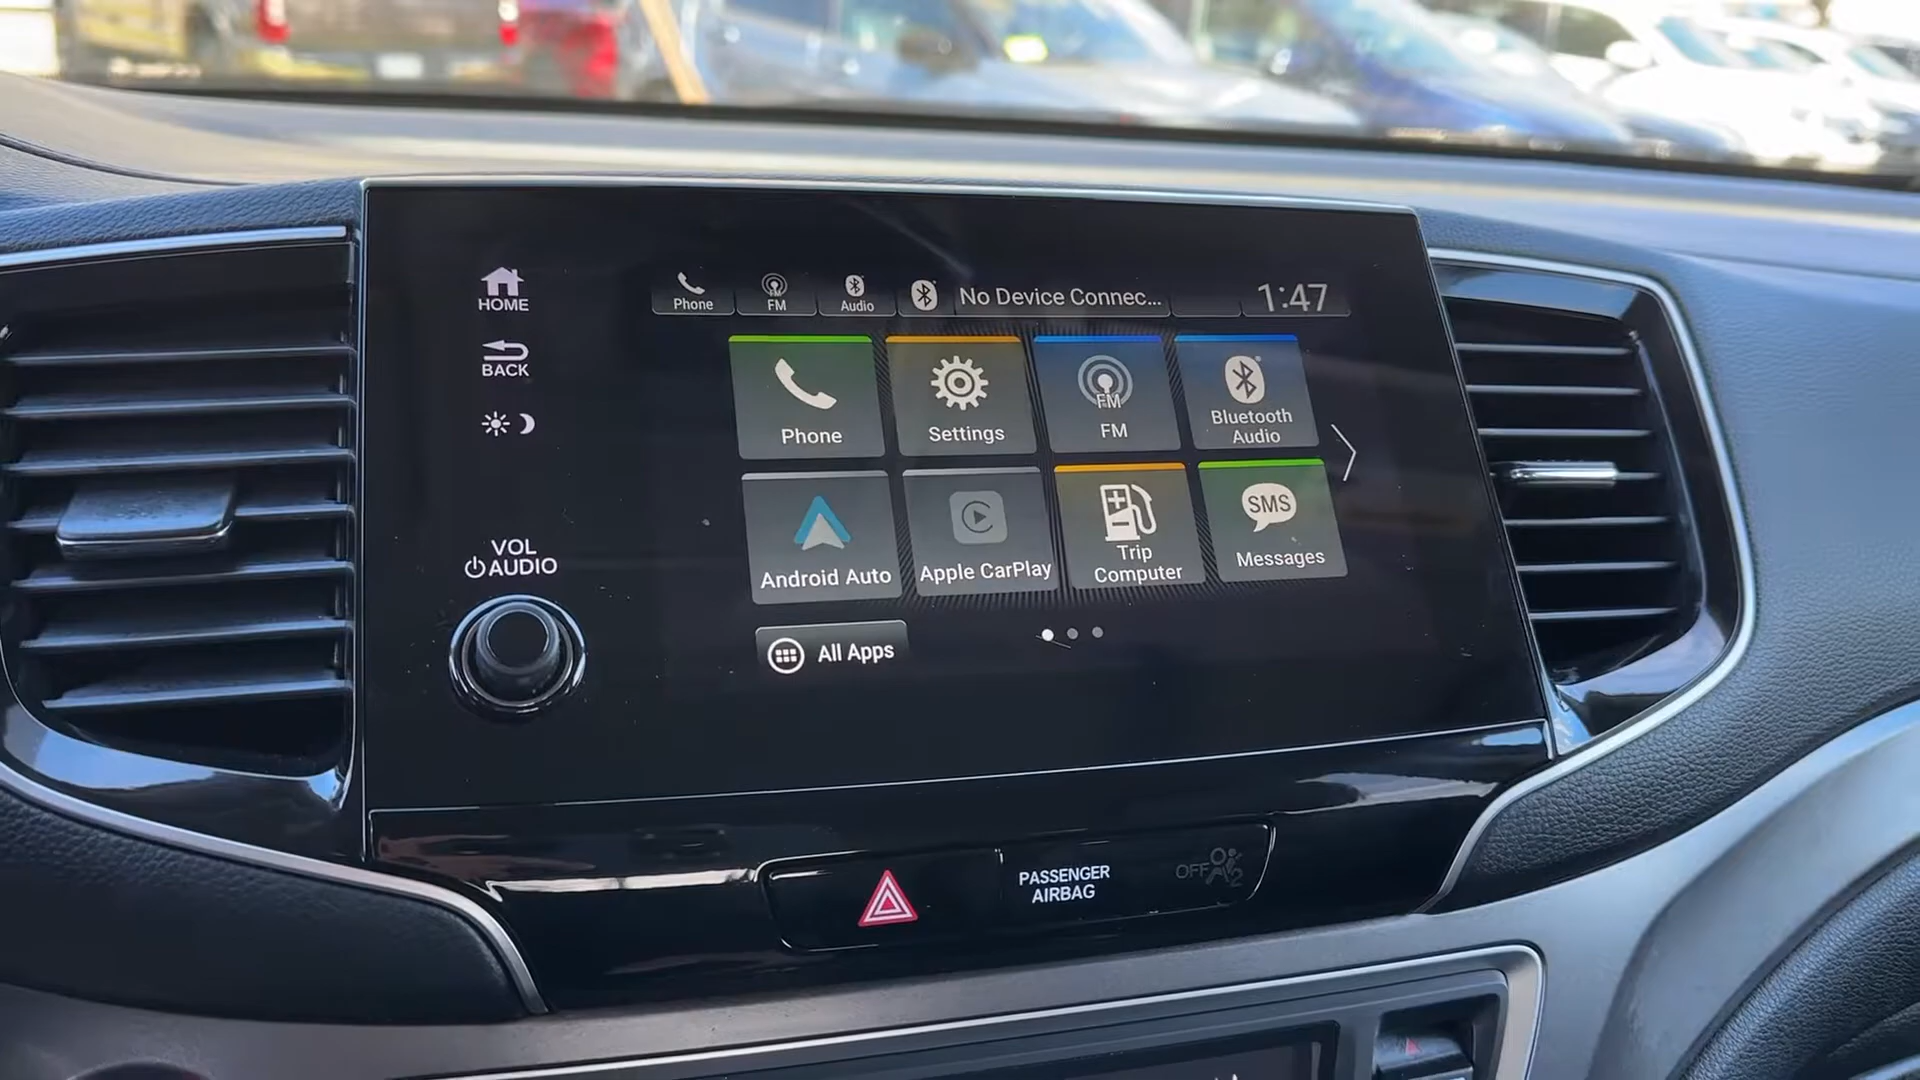 HOME
BACK
VOL
AUDIO
Phone
FM
Audio
No Device Connec...
1:47
Phone
Settings
FM
FM
Bluetooth
Audio
Android Auto
Apple CarPlay
Trip
Computer
SMS
Messages
All Apps
PASSENGER
AIRBAG
OFF
2